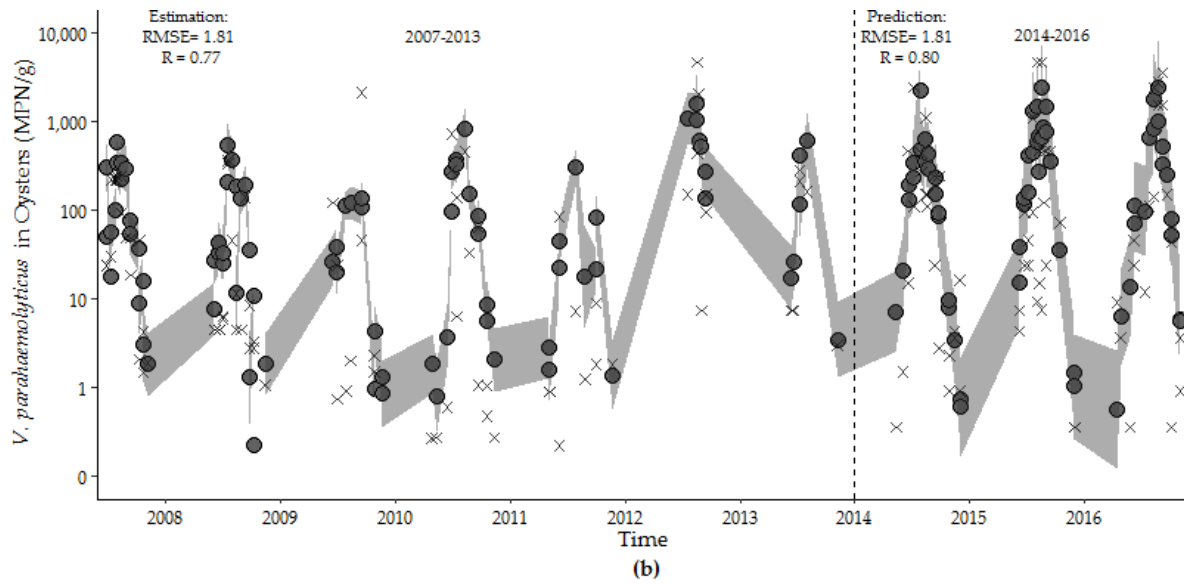 Estimation:
RMSE= 1.81
R = 0.77
2007-2013
Prediction:
RMSE= 1.81
R = 0.80
2014-2016
V. parahaemolyticus in Oysters (MPN/g)
10,000
1,000
100
10
1
0
2008
2009
2010
2011
2012
2013
2014
2015
2016
Time
(b)